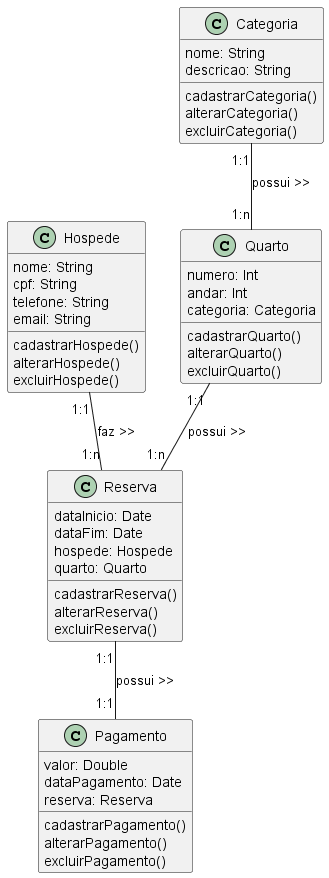 C Categoria
nome: String
descricao: String
cadastrarCategoria()
alterarCategoria()
excluirCategoria()
1:1
possui >>
1:n
C Hospede
nome: String
cpf: String
telefone: String
email: String
cadastrarHospede()
alterarHospede()
excluirHospede()
C Quarto
numero: Int
andar: Int
categoria: Categoria
cadastrarQuarto()
alterarQuarto()
excluirQuarto()
1:1
faz >>
1:n
1:1
possui >>
1:n
C Reserva
dataInicio: Date
dataFim: Date
hospede: Hospede
quarto: Quarto
cadastrarReserva()
alterarReserva()
excluirReserva()
1:1
possui >>
1:1
C Pagamento
valor: Double
dataPagamento: Date
reserva: Reserva
cadastrarPagamento()
alterarPagamento()
excluirPagamento()